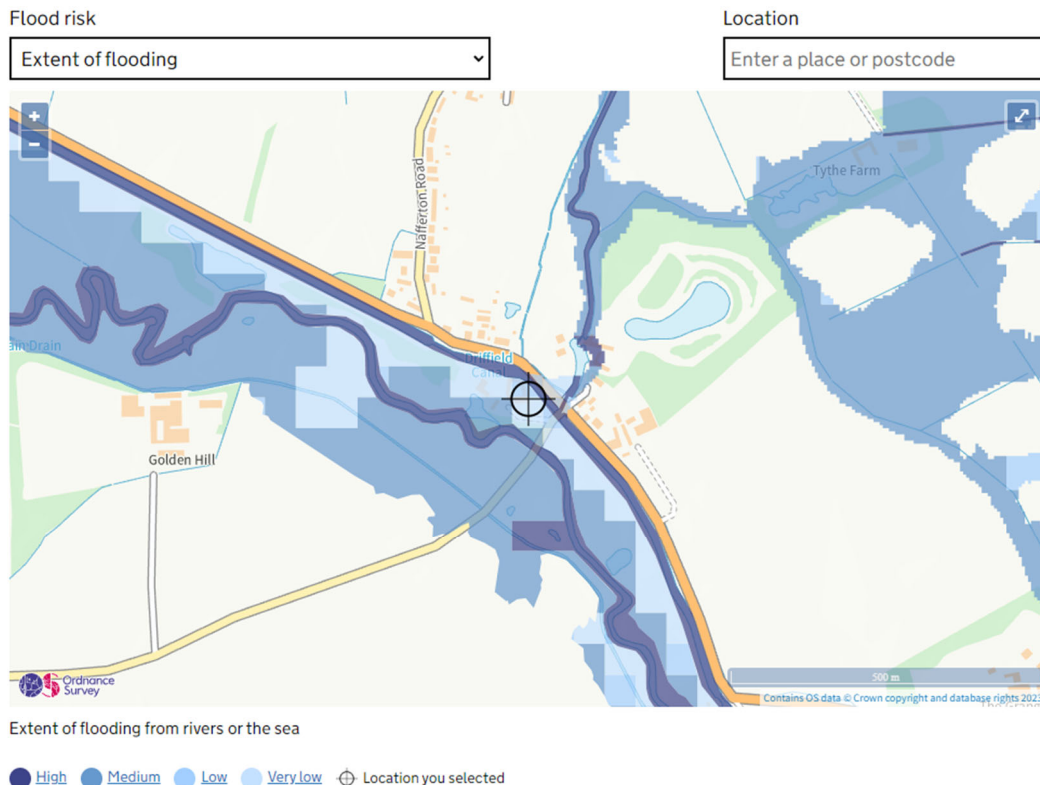 Flood risk
Location
Extent of flooding
Enter a place or postcode
+
−
Nafferton Road
Tythe Farm
ain Drain
Driffield
Canal
Golden Hill
Ordnance
Survey
500 m
Contains OS data © Crown copyright and database rights 2023
Extent of flooding from rivers or the sea
High
Medium
Low
Very low
Location you selected